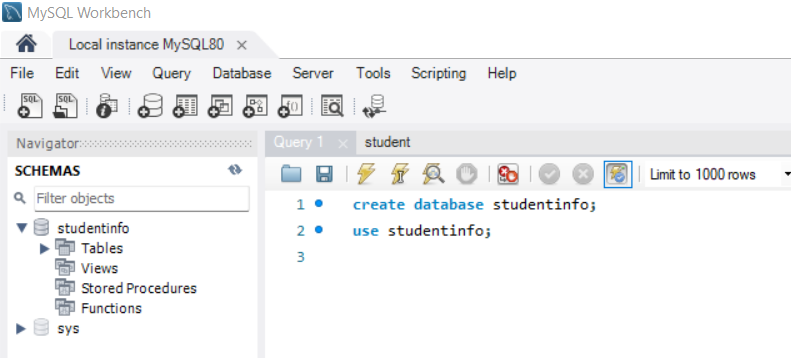 MySQL Workbench
Local instance MySQL80
File Edit View Query Database Server Tools Scripting Help
SQL SQL
f()
Navigator
Query 1 student
SCHEMAS
Limit to 1000 rows
Filter objects
1 create database studentinfo;
2 use studentinfo;
3
studentinfo
Tables
Views
Stored Procedures
Functions
sys